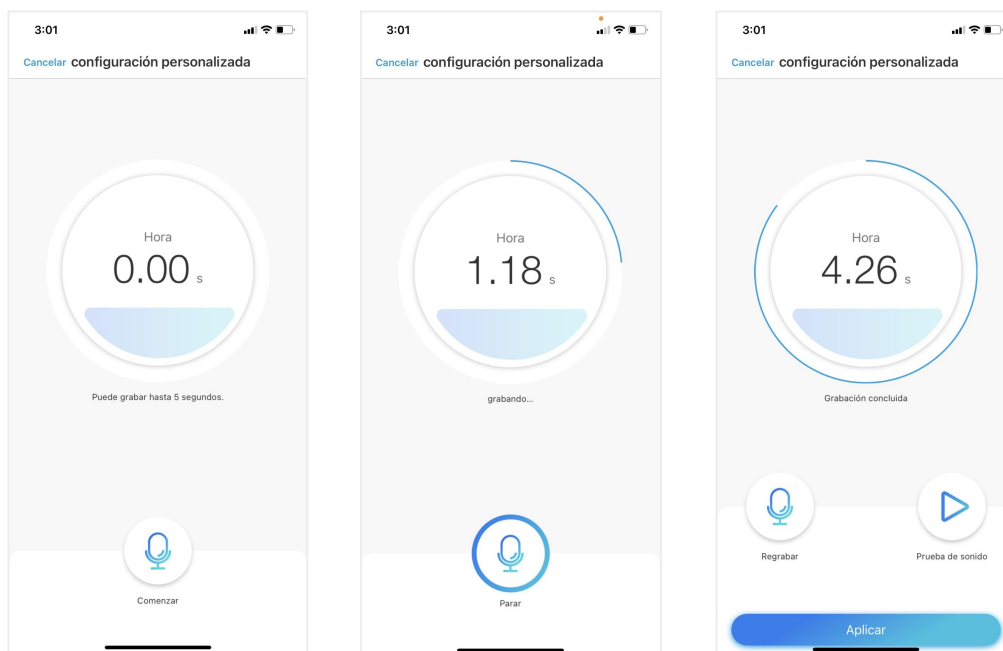 3:01
Cancelar configuración personalizada
Hora
0.00 s
Puede grabar hasta 5 segundos.
Comenzar
3:01
Cancelar configuración personalizada
Hora
1.18 s
grabando...
Parar
3:01
Cancelar configuración personalizada
Hora
4.26 s
Grabación concluida
Regrabar
Prueba de sonido
Aplicar